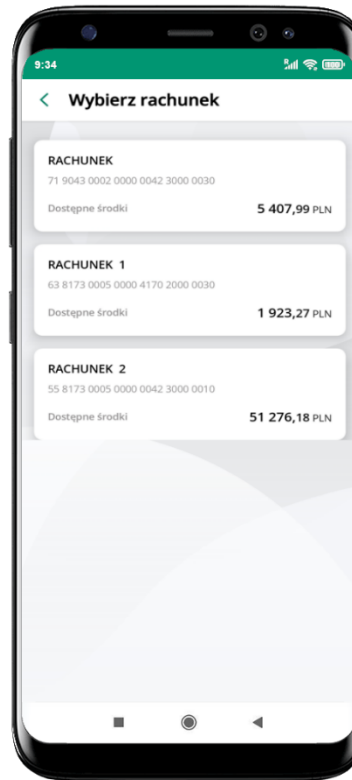 9:34
Wybierz rachunek
RACHUNEK
71 9043 0002 0000 0042 3000 0030
Dostępne środki 5 407,99 PLN
RACHUNEK 1
63 8173 0005 0000 4170 2000 0030
Dostępne środki 1 923,27 PLN
RACHUNEK 2
55 8173 0005 0000 0042 3000 0010
Dostępne środki 51 276,18 PLN